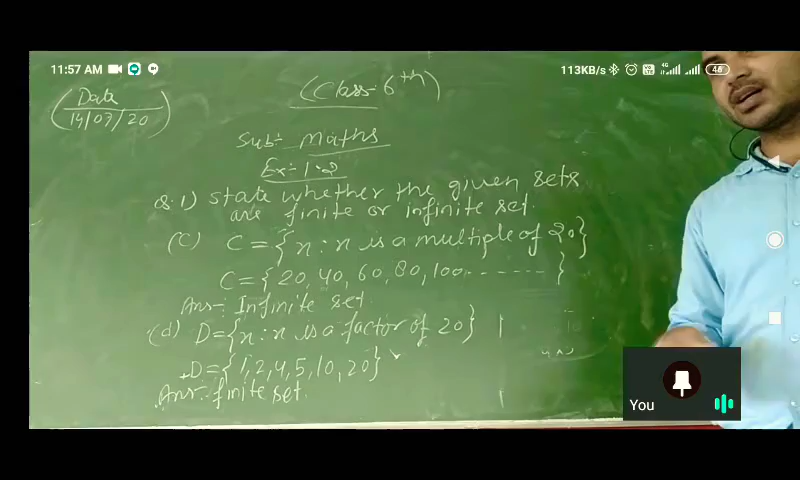 11:57 AM
113KB/s 4G 46
Date
14/07/20
(Class-6th)
Sub:- Maths
Ex:-1.2
Q.1) State whether the given sets
are finite or infinite set.
(C) C={x:x is a multiple of 20}
C={20,40,60,80,100-------}
Ans-: Infinite set.
(d) D={x:x is a factor of 20}
D={1,2,4,5,10,20}
Ans-: finite set.
You